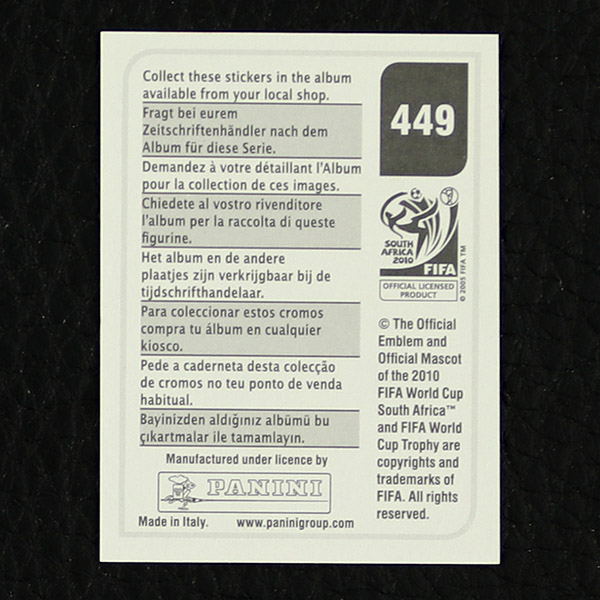 Collect these stickers in the album
available from your local shop.
Fragt bei eurem
Zeitschriftenhändler nach dem
Album für diese Serie.
Demandez à votre détaillant l'Album
pour la collection de ces images.
Chiedete al vostro rivenditore
l'album per la raccolta di queste
figurine.
Het album en de andere
plaatjes zijn verkrijgbaar bij de
tijdschrifthandelaar.
Para coleccionar estos cromos
compra tu álbum en cualquier
kiosco.
Pede a caderneta desta colecção
de cromos no teu ponto de venda
habitual.
Bayinizden aldığınız albümü bu
çıkartmalar ile tamamlayın.
Manufactured under licence by
PANINI
Made in Italy. www.paninigroup.com
449
SOUTH
AFRICA
2010
FIFA
© 2005 FIFA TM
OFFICIAL LICENSED
PRODUCT
© The Official
Emblem and
Official Mascot
of the 2010
FIFA World Cup
South Africa™
and FIFA World
Cup Trophy are
copyrights and
trademarks of
FIFA. All rights
reserved.